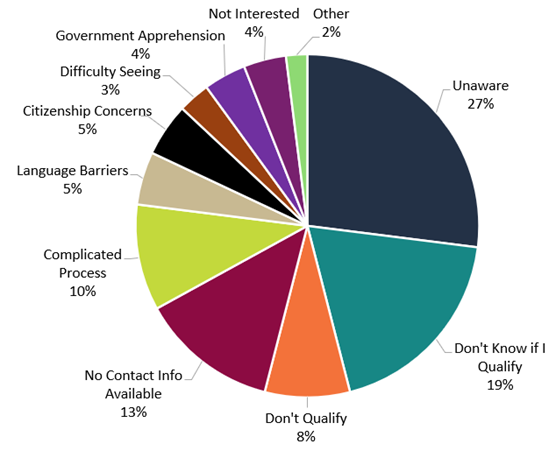 Not Interested
4%
Other
2%
Government Apprehension
4%
Difficulty Seeing
3%
Citizenship Concerns
5%
Language Barriers
5%
Complicated
Process
10%
No Contact Info
Available
13%
Don't Qualify
8%
Don't Know if I
Qualify
19%
Unaware
27%